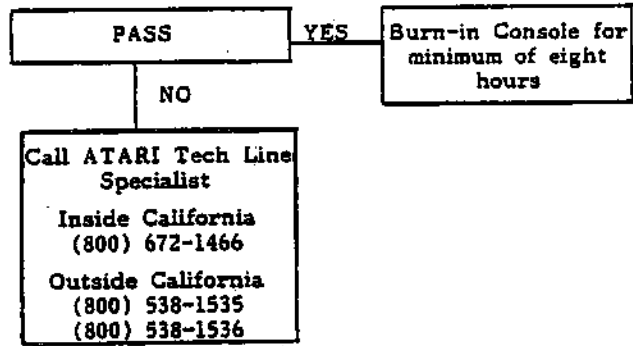 PASS
YES
Burn-in Console for
minimum of eight
hours
NO
Call ATARI Tech Line
Specialist
Inside California
(800) 672-1466
Outside California
(800) 538-1535
(800) 538-1536